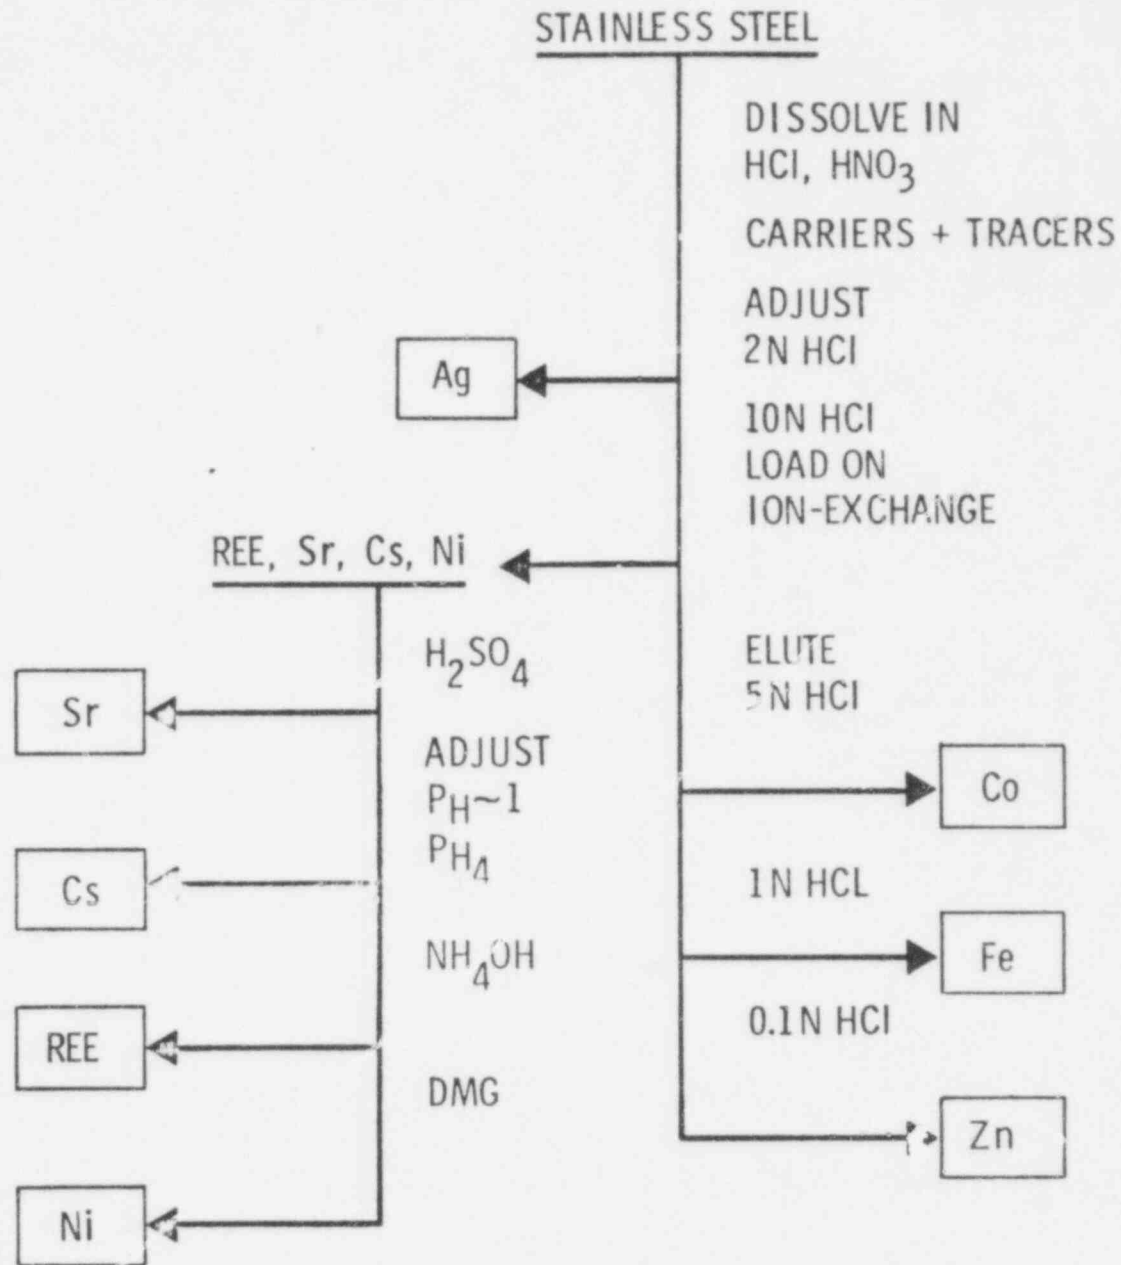 STAINLESS STEEL
DISSOLVE IN
HCl, HNO3
CARRIERS + TRACERS
ADJUST
2N HCl
Ag
10N HCl
LOAD ON
ION-EXCHANGE
REE, Sr, Cs, Ni
H2SO4
ELUTE
5N HCl
Sr
ADJUST
PH~1
PH4
Co
Cs
1N HCL
NH4OH
Fe
REE
0.1N HCl
DMG
Zn
Ni